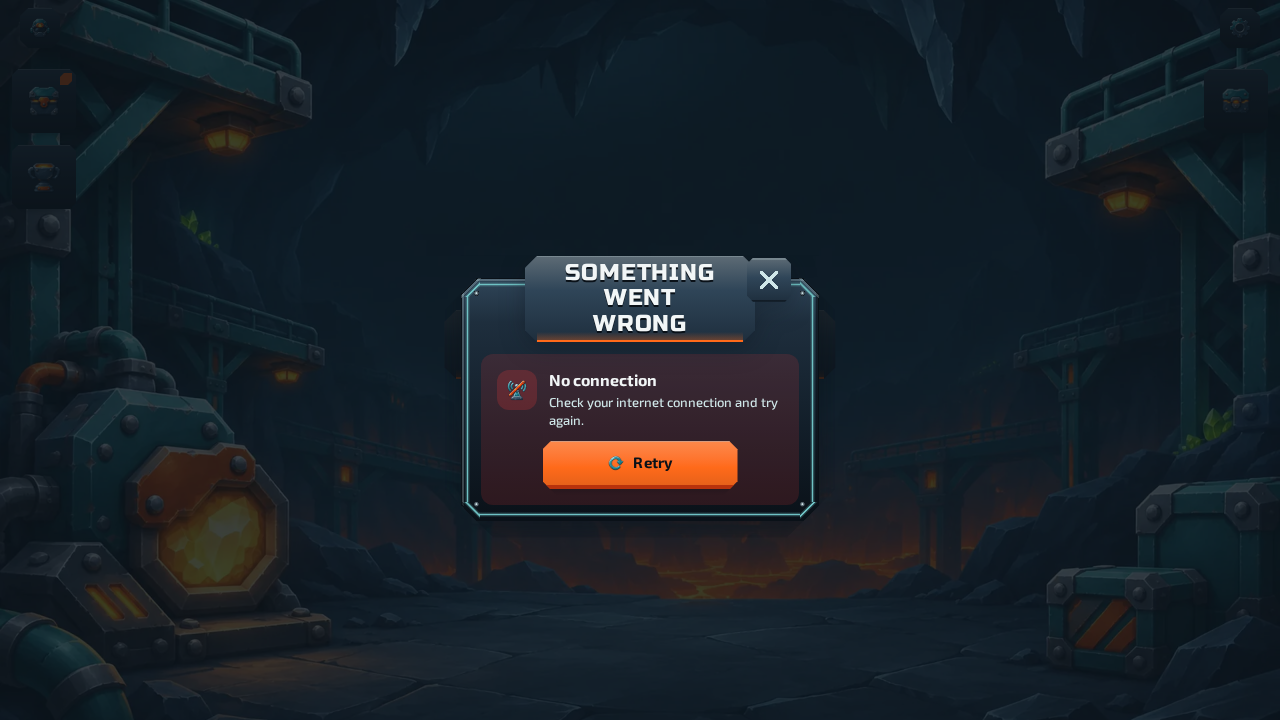 SOMETHING
WENT
WRONG
No connection
Check your internet connection and try
again.
Retry